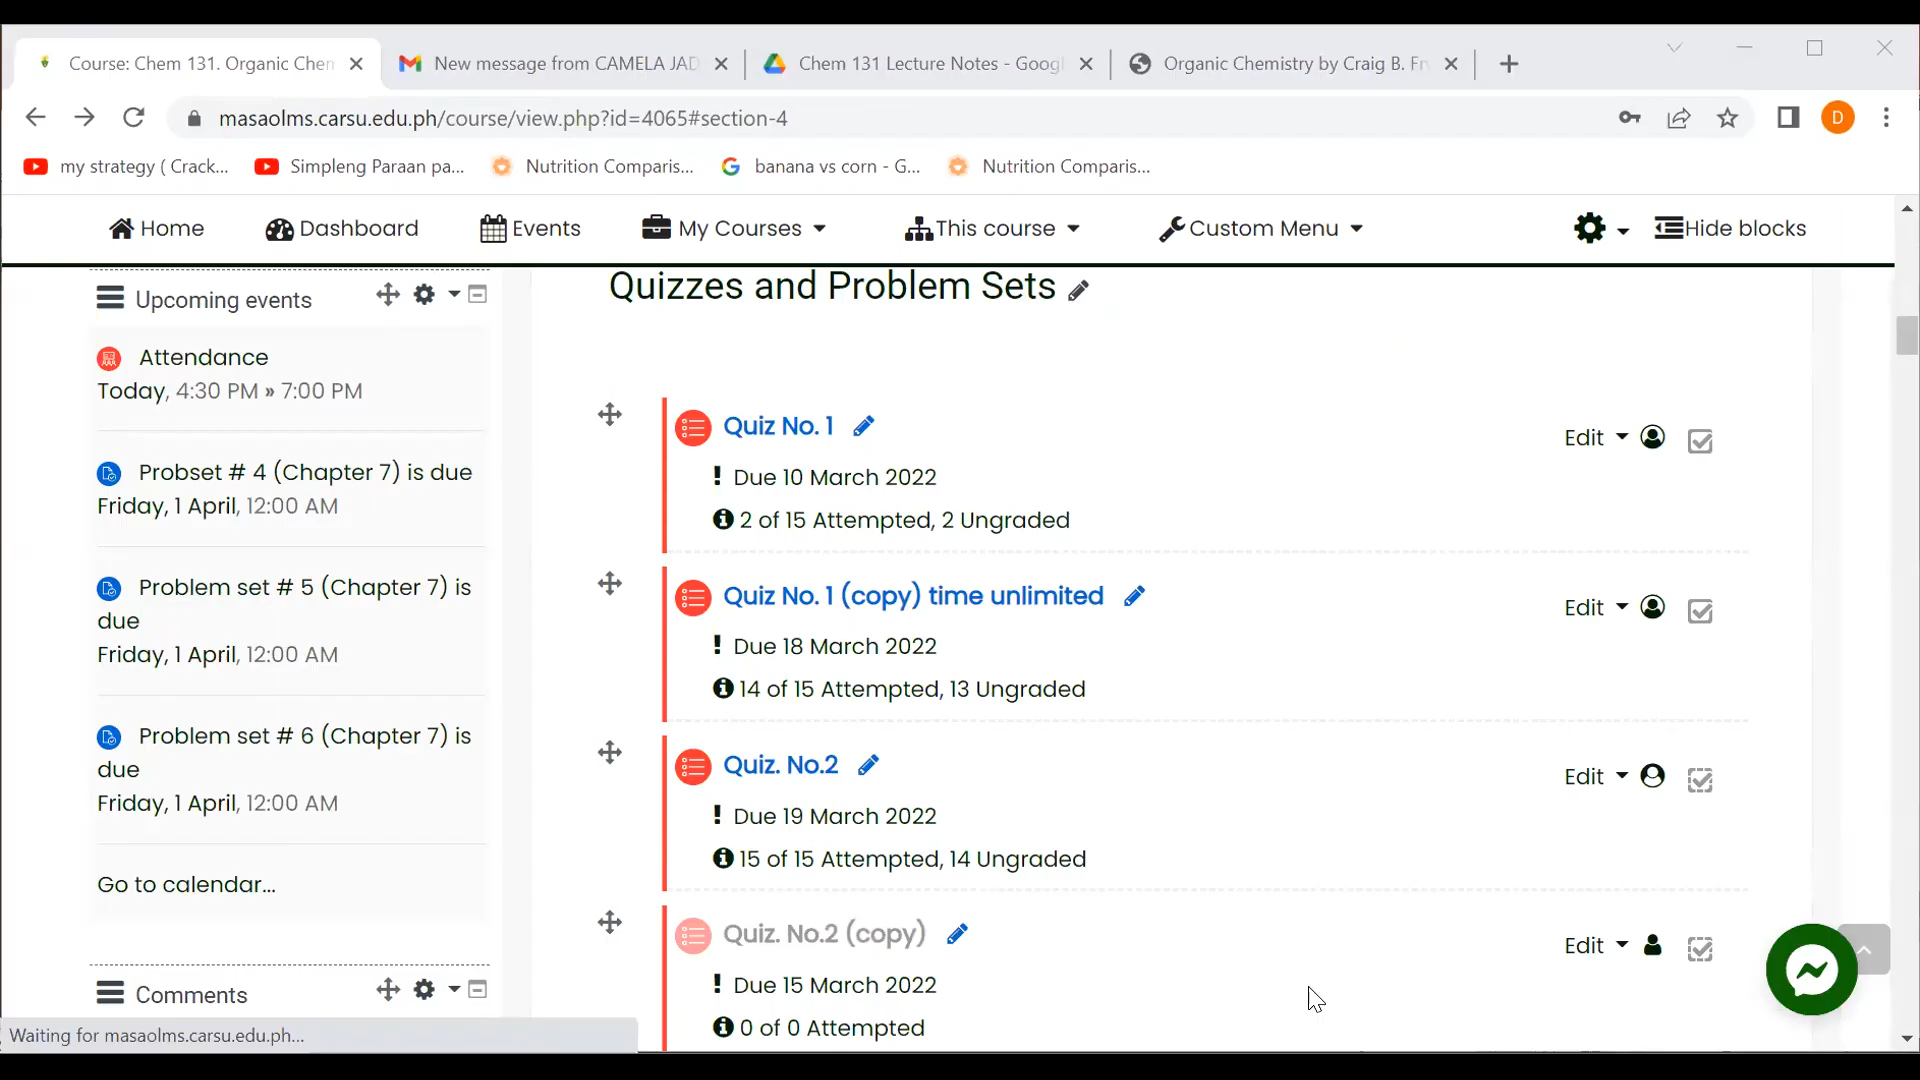 Course: Chem 131. Organic Chem
New message from CAMELA JAD
Chem 131 Lecture Notes - Googl
Organic Chemistry by Craig B. Fr
masaolms.carsu.edu.ph/course/view.php?id=4065#section-4
D
my strategy ( Crack...
Simpleng Paraan pa...
Nutrition Comparis...
banana vs corn - G...
Nutrition Comparis...
Home
Dashboard
Events
My Courses
This course
Custom Menu
Hide blocks
Upcoming events
Attendance
Today, 4:30 PM » 7:00 PM
Probset # 4 (Chapter 7) is due
Friday, 1 April, 12:00 AM
Problem set # 5 (Chapter 7) is
due
Friday, 1 April, 12:00 AM
Problem set # 6 (Chapter 7) is
due
Friday, 1 April, 12:00 AM
Go to calendar...
Comments
Quizzes and Problem Sets
Quiz No. 1
Edit
! Due 10 March 2022
2 of 15 Attempted, 2 Ungraded
Quiz No. 1 (copy) time unlimited
Edit
! Due 18 March 2022
14 of 15 Attempted, 13 Ungraded
Quiz. No.2
Edit
! Due 19 March 2022
15 of 15 Attempted, 14 Ungraded
Quiz. No.2 (copy)
Edit
! Due 15 March 2022
0 of 0 Attempted
Waiting for masaolms.carsu.edu.ph...